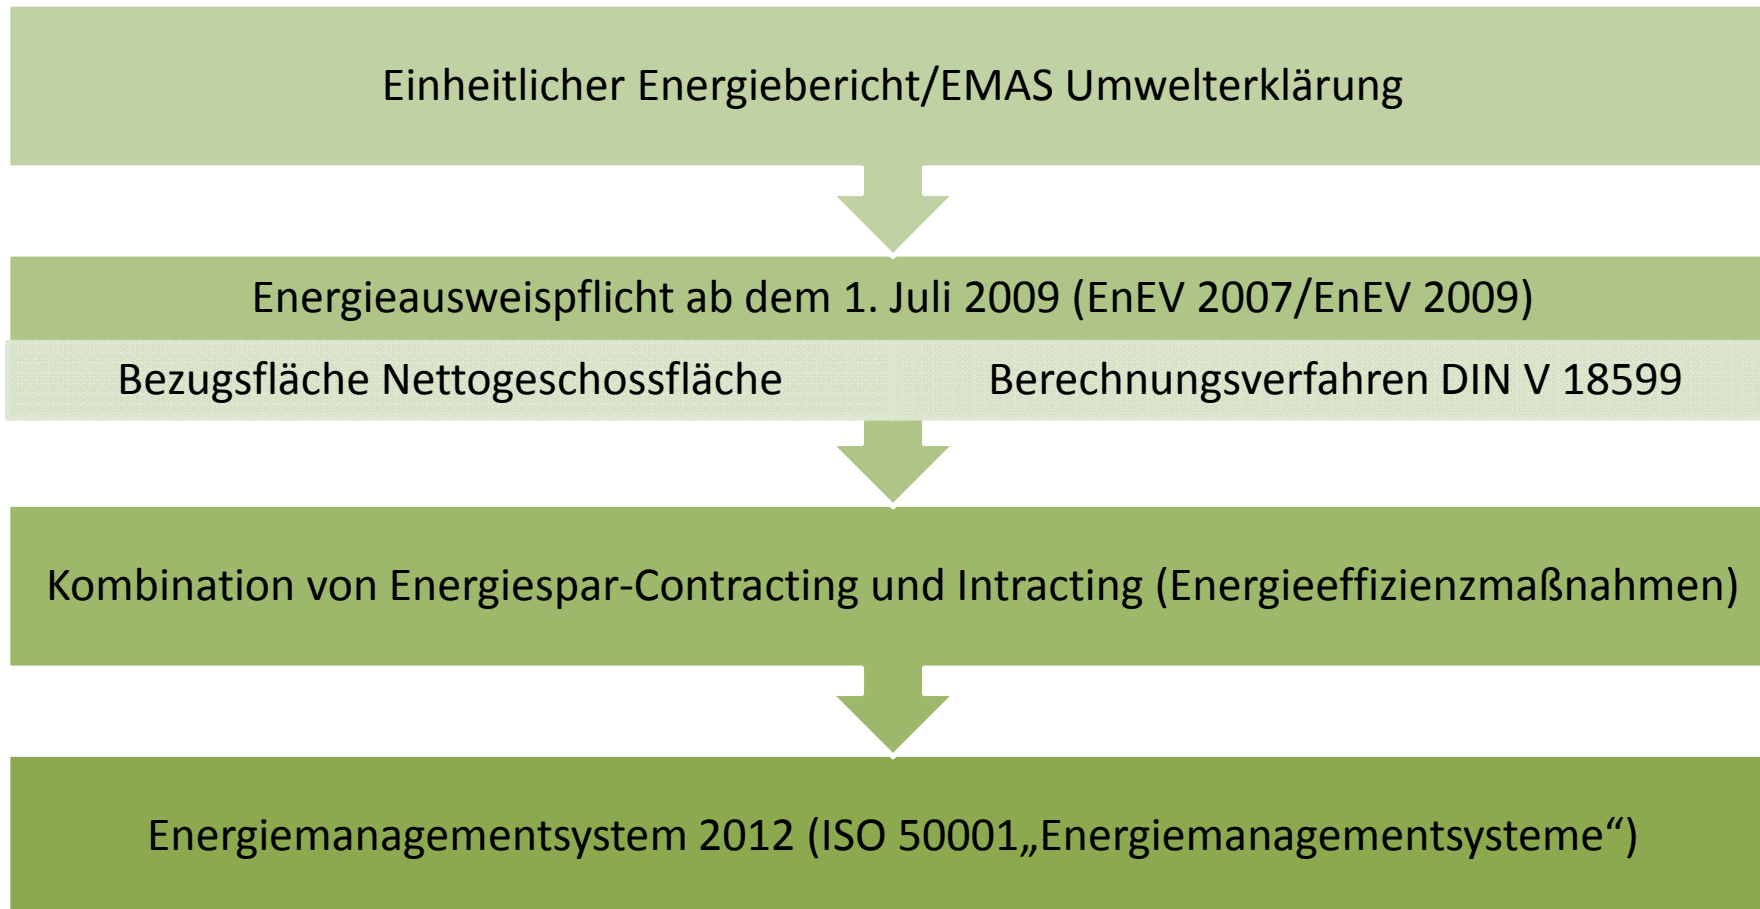 Einheitlicher Energiebericht/EMAS Umwelterklärung
Energieausweispflicht ab dem 1. Juli 2009 (EnEV 2007/EnEV 2009)
Bezugsfläche Nettogeschossfläche
Berechnungsverfahren DIN V 18599
Kombination von Energiespar-Contracting und Intracting (Energieeffizienzmaßnahmen)
Energiemanagementsystem 2012 (ISO 50001„Energiemanagementsysteme“)